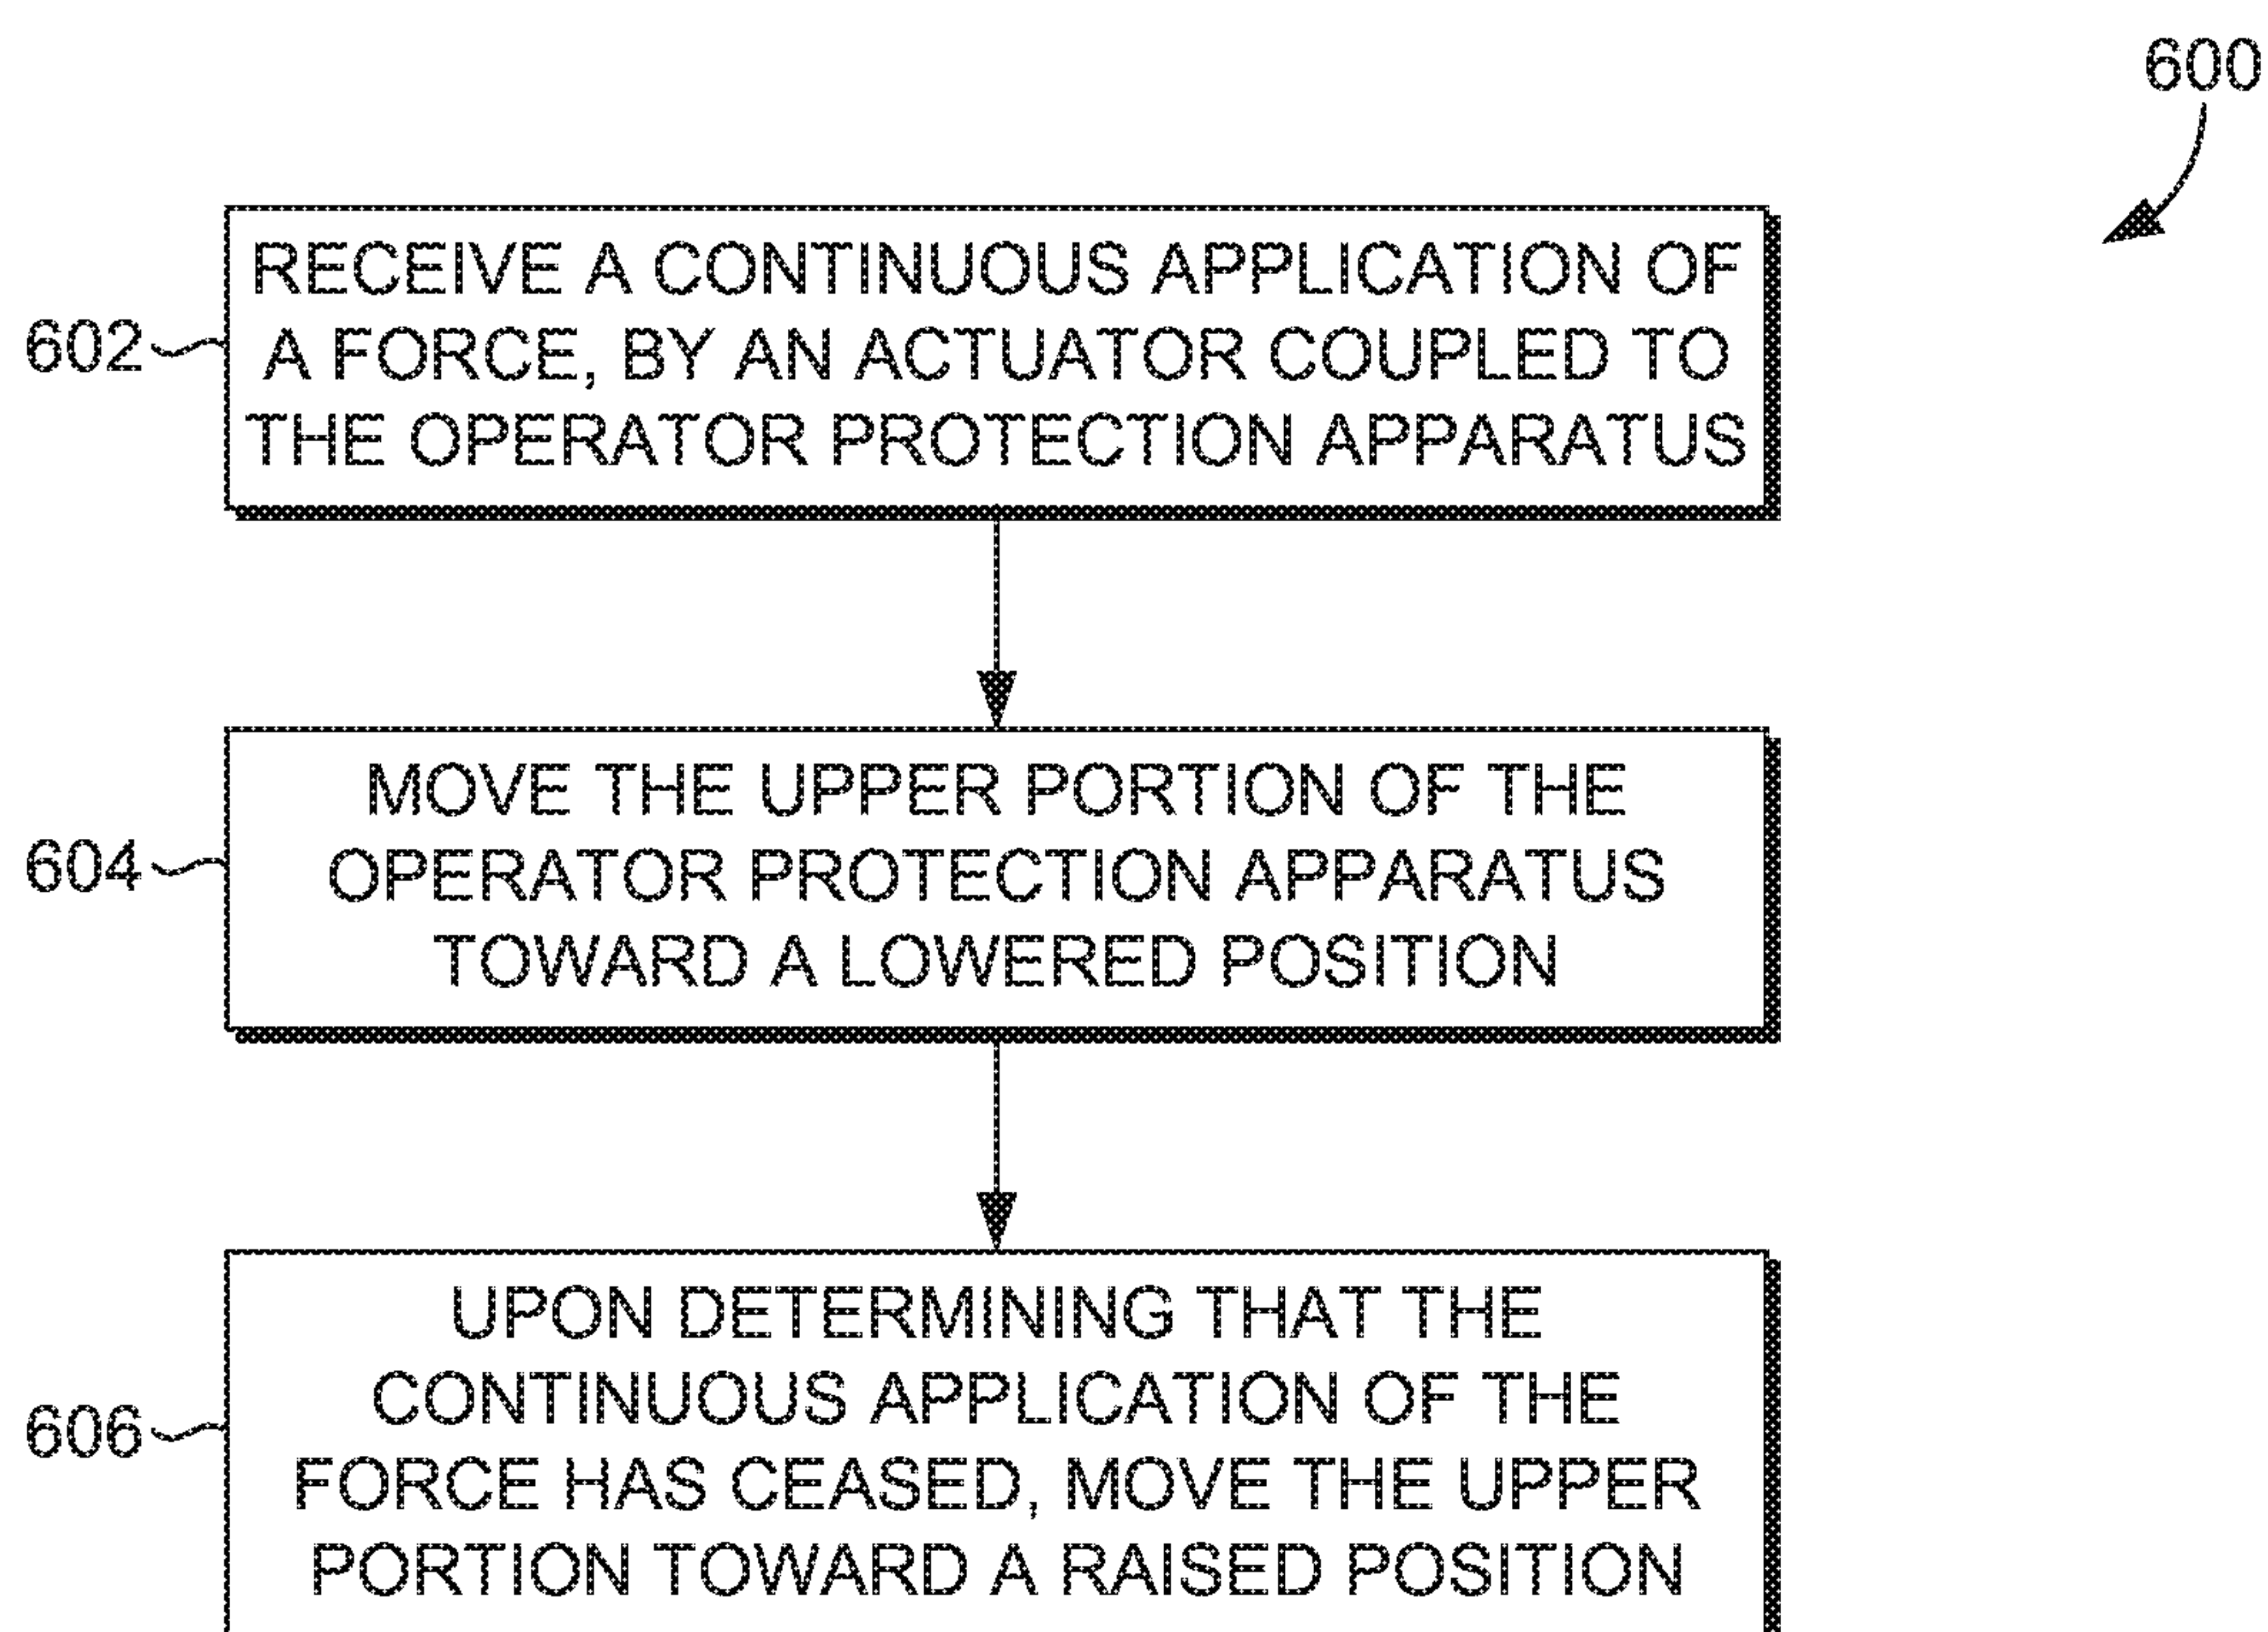 600
602
RECEIVE A CONTINUOUS APPLICATION OF
A FORCE, BY AN ACTUATOR COUPLED TO
THE OPERATOR PROTECTION APPARATUS
604
MOVE THE UPPER PORTION OF THE
OPERATOR PROTECTION APPARATUS
TOWARD A LOWERED POSITION
606
UPON DETERMINING THAT THE
CONTINUOUS APPLICATION OF THE
FORCE HAS CEASED, MOVE THE UPPER
PORTION TOWARD A RAISED POSITION